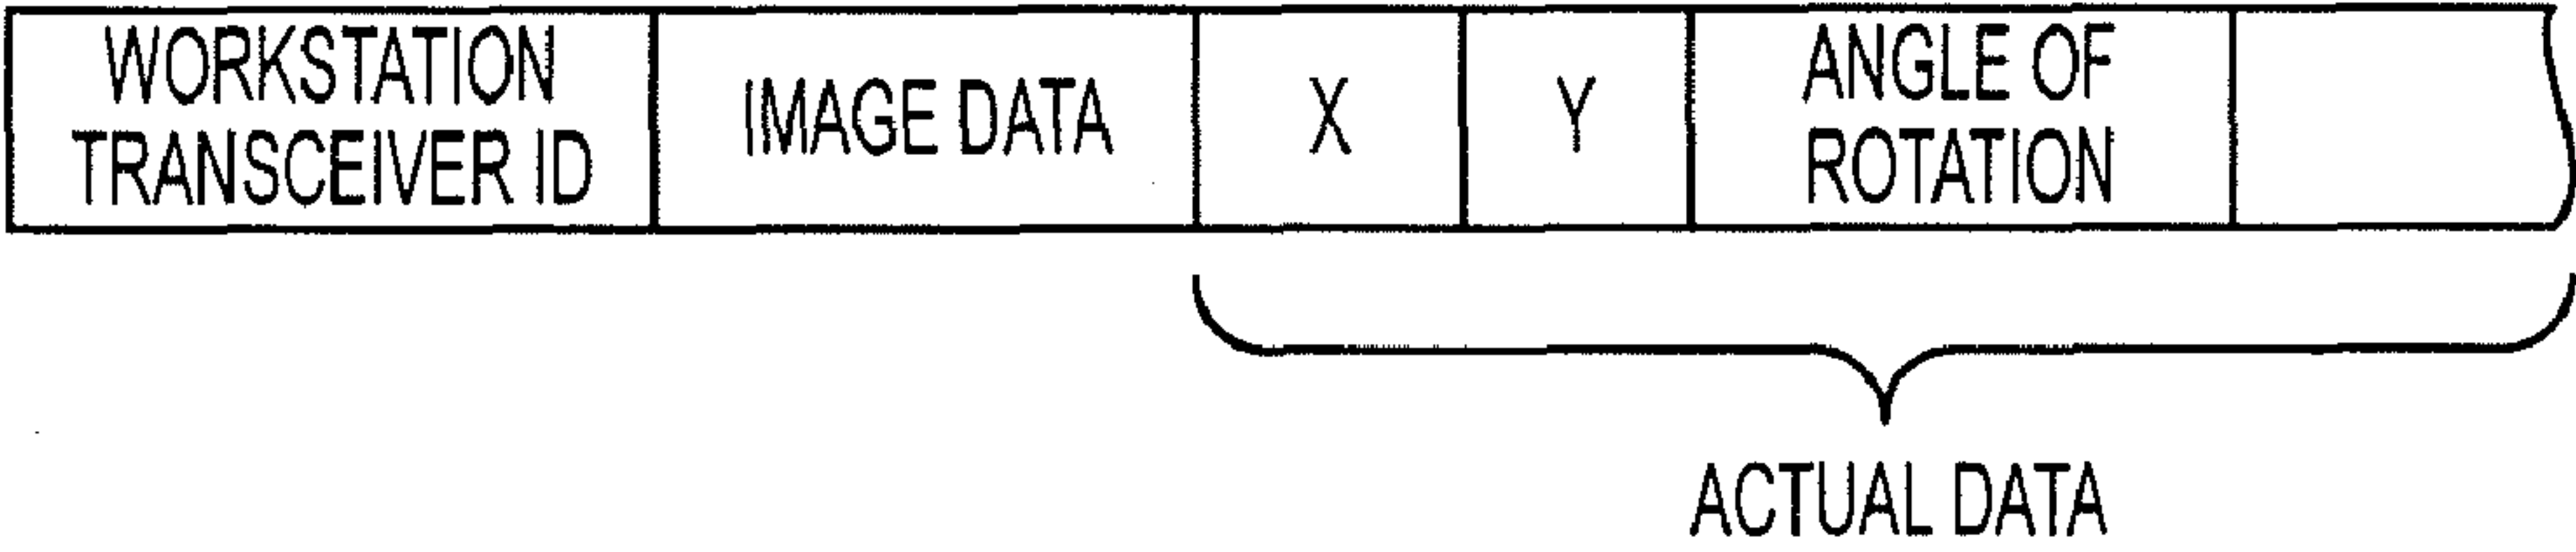 WORKSTATION
TRANSCEIVER ID
IMAGE DATA
X
Y
ANGLE OF
ROTATION
ACTUAL DATA